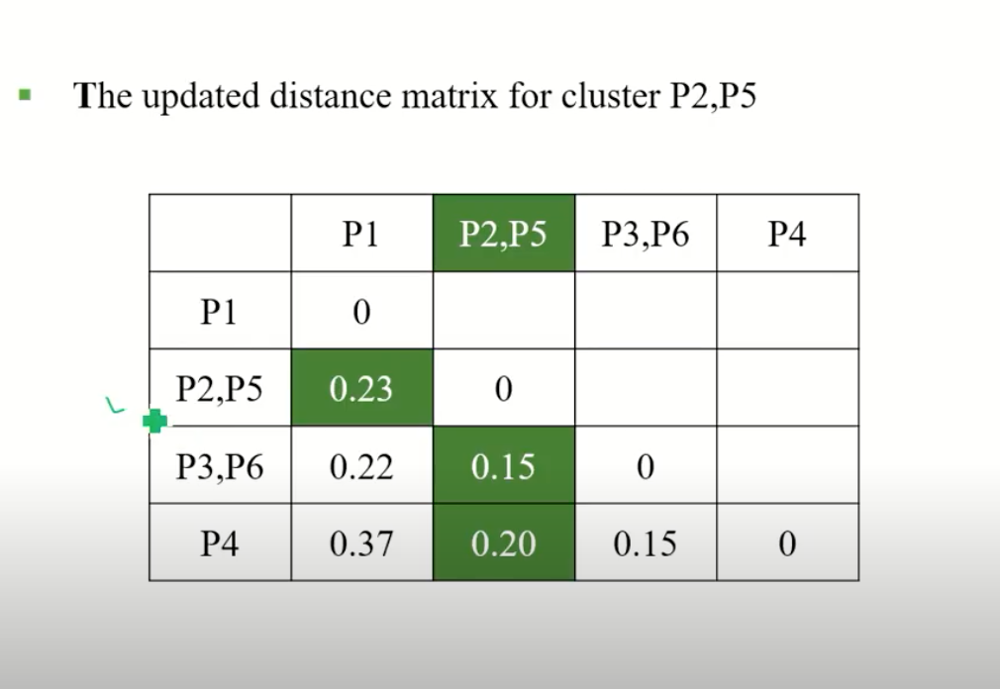 The updated distance matrix for cluster P2,P5
P1 P2,P5 P3,P6 P4
P1 0
P2,P5 0.23 0
P3,P6 0.22 0.15 0
P4 0.37 0.20 0.15 0